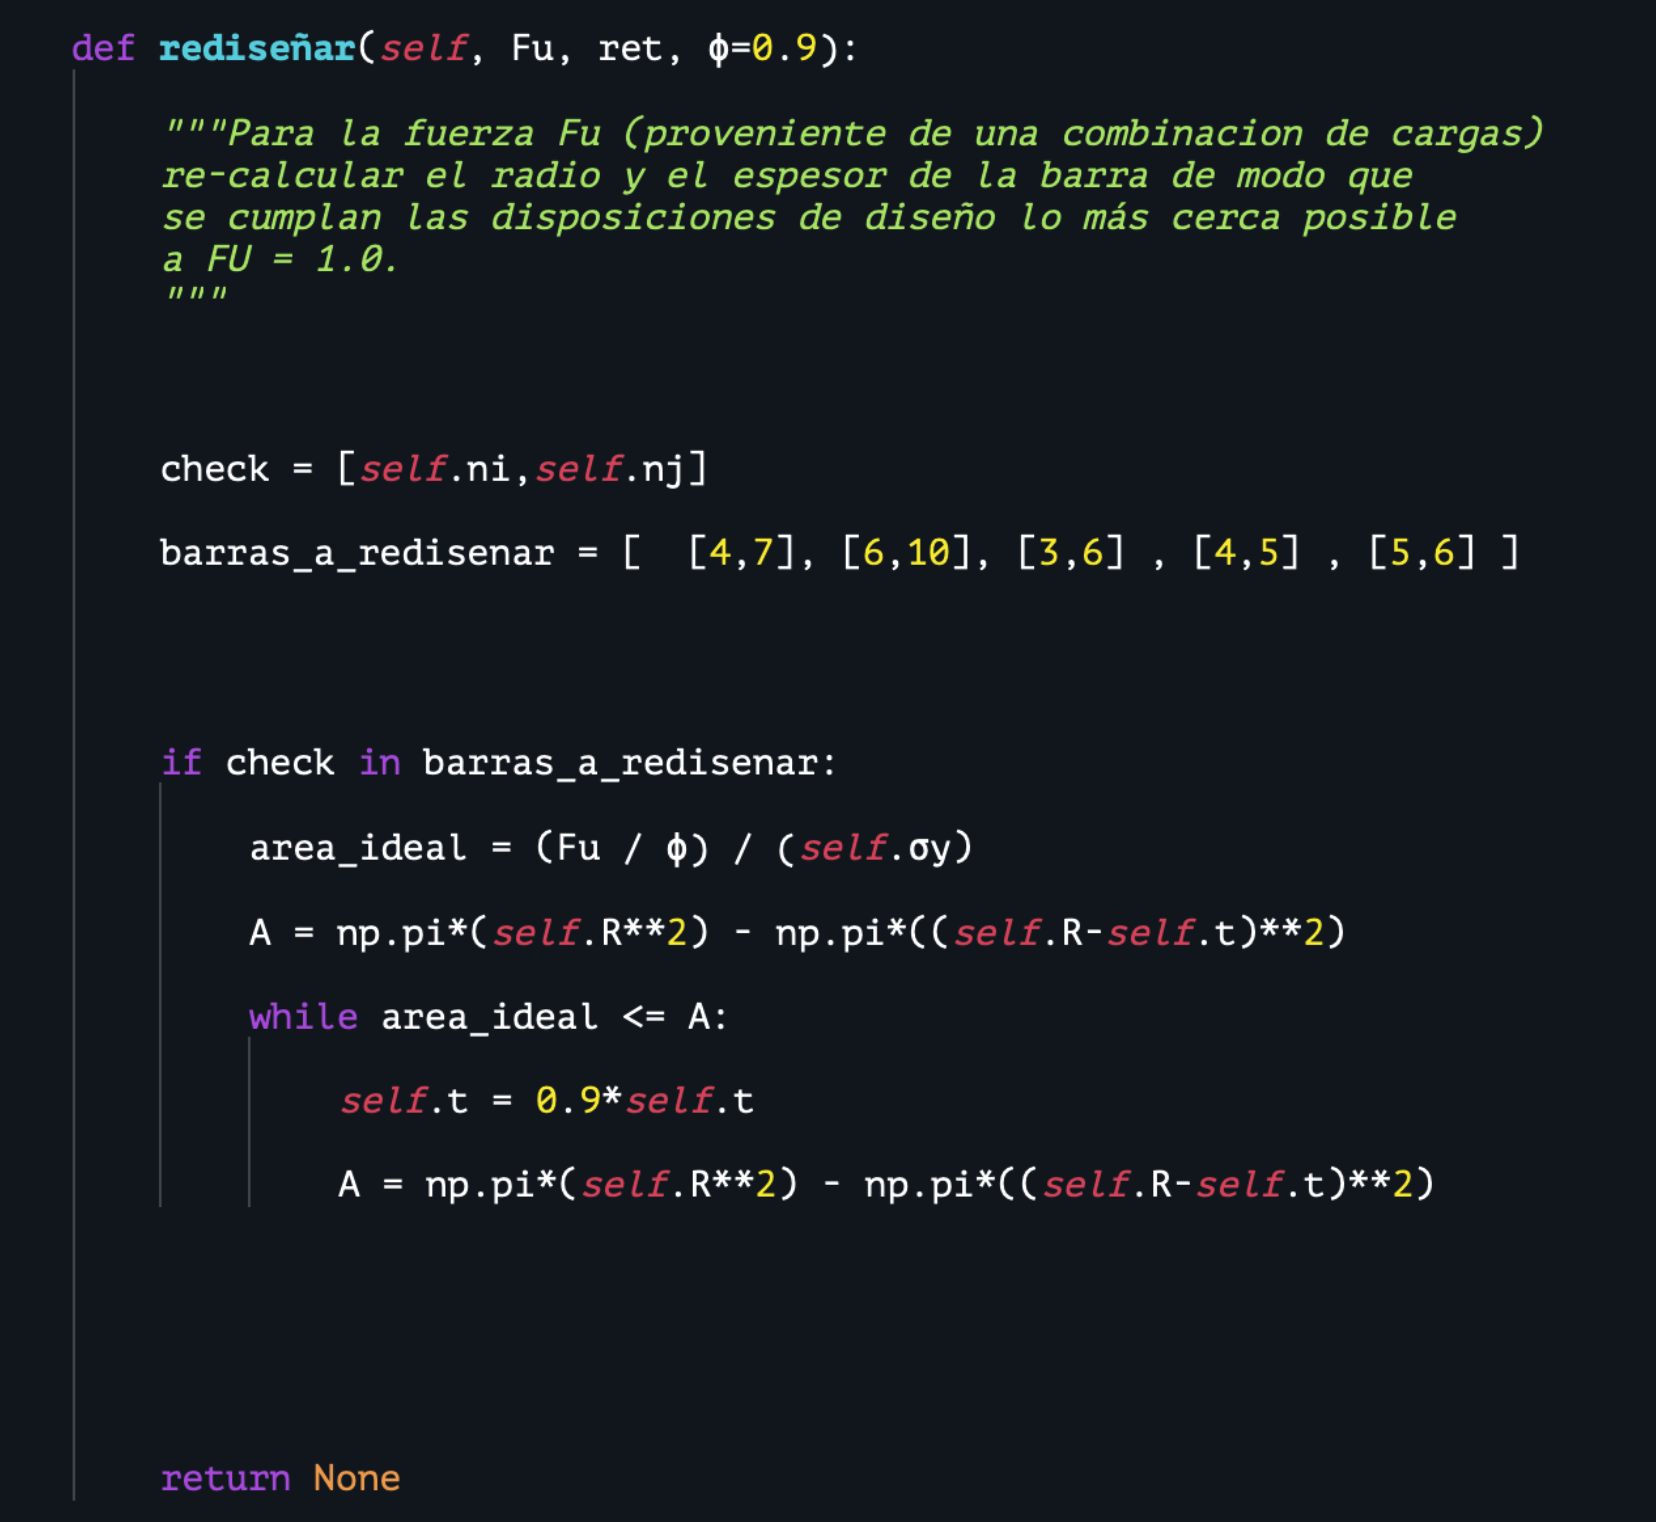 def rediseñar(self, Fu, ret, ϕ=0.9):
"""Para la fuerza Fu (proveniente de una combinacion de cargas)
re-calcular el radio y el espesor de la barra de modo que
se cumplan las disposiciones de diseño lo más cerca posible
a FU = 1.0.
"""
check = [self.ni,self.nj]
barras_a_redisenar = [  [4,7], [6,10], [3,6] , [4,5] , [5,6] ]
if check in barras_a_redisenar:
area_ideal = (Fu / ϕ) / (self.σy)
A = np.pi*(self.R**2) - np.pi*((self.R-self.t)**2)
while area_ideal <= A:
self.t = 0.9*self.t
A = np.pi*(self.R**2) - np.pi*((self.R-self.t)**2)
return None